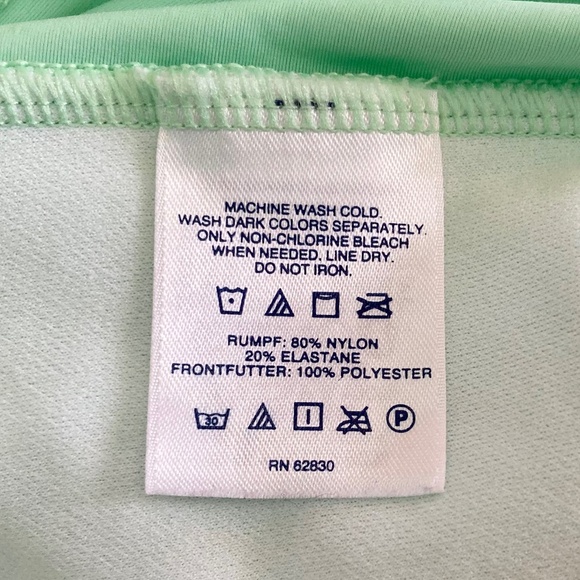 MACHINE WASH COLD.
WASH DARK COLORS SEPARATELY.
ONLY NON-CHLORINE BLEACH
WHEN NEEDED. LINE DRY.
DO NOT IRON.
RUMPF: 80% NYLON
20% ELASTANE
FRONTFUTTER: 100% POLYESTER
30 P
RN 62830